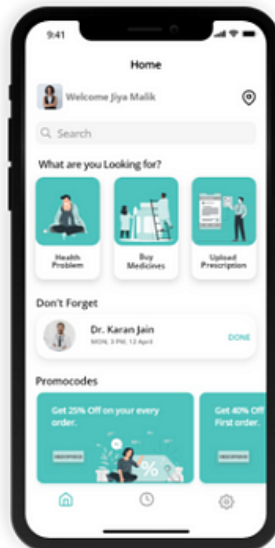 9:41
Home
Welcome Jiya Malik
Search
What are you Looking for?
Health
Problem
Buy
Medicines
Upload
Prescription
Don't Forget
Dr. Karan Jain
MON, 3 PM, 12 April
DONE
Promocodes
Get 25% Off on your every
order.
Get 40% Off
First order.
%